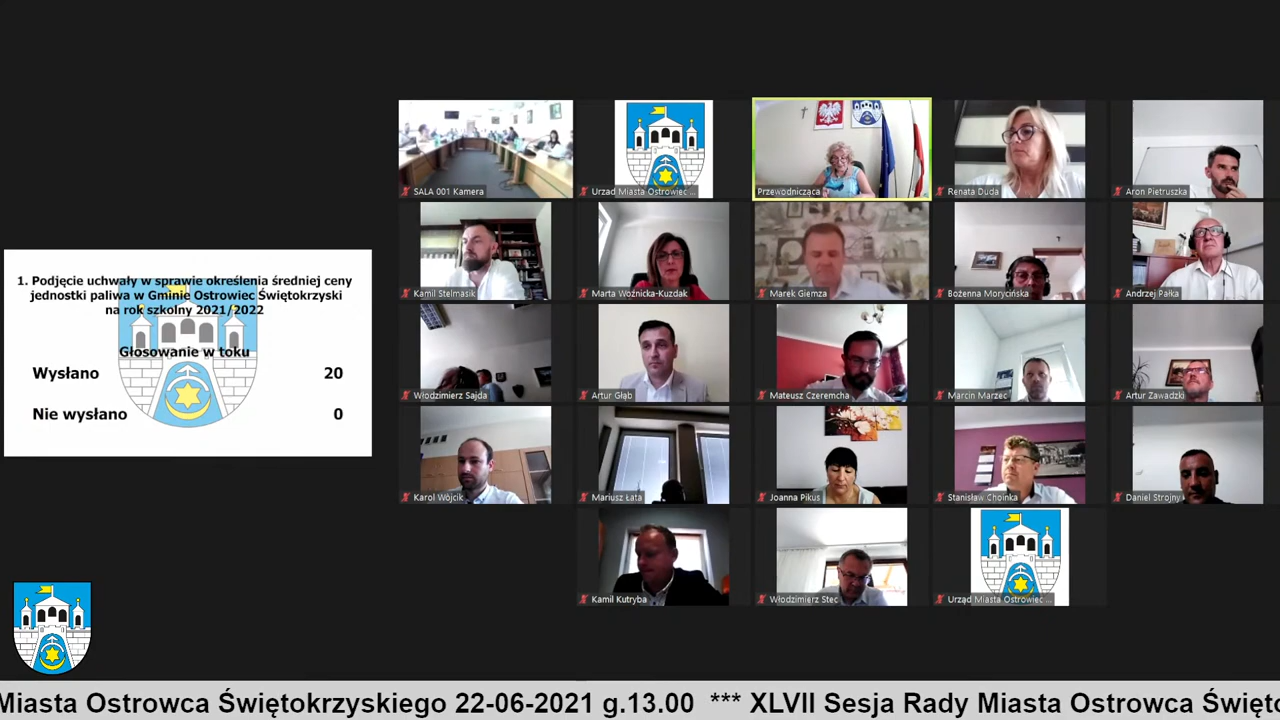 SALA 001 Kamera
Urzad Miasta Ostrowiec ...
Przewodnicząca
Renata Duda
Aron Pietruszka
Kamil Stelmasik
Marta Woźnicka-Kuzdak
Marek Giemza
Bożenna Morycińska
Andrzej Pałka
1. Podjęcie uchwały w sprawie określenia średniej ceny
jednostki paliwa w Gminie Ostrowiec Świętokrzyski
na rok szkolny 2021/2022
Głosowanie w toku
Wysłano 20
Nie wysłano 0
Włodzimierz Sajda
Artur Głąb
Mateusz Czeremcha
Marcin Marzec
Artur Zawadzki
Karol Wójcik
Mariusz Łata
Joanna Pikus
Stanisław Choinka
Daniel Strojny
Kamil Kutryba
Włodzimierz Stec
Urząd Miasta Ostrowiec ...
Miasta Ostrowca Świętokrzyskiego 22-06-2021 g.13.00 *** XLVII Sesja Rady Miasta Ostrowca Święto